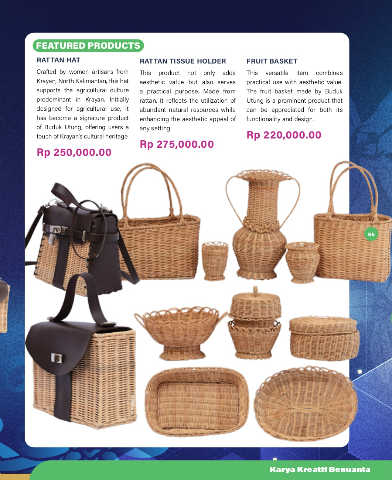 FEATURED PRODUCTS
RATTAN HAT
Crafted by women artisans from
Krayan, North Kalimantan, this hat
supports the agricultural culture
predominant in Krayan. Initially
designed for agricultural use, it
has become a signature product
of Buduk Utung, offering users a
touch of Krayan's cultural heritage.
Rp 250,000.00
RATTAN TISSUE HOLDER
This product not only adds
aesthetic value but also serves
a practical purpose. Made from
rattan, it reflects the utilization of
abundant natural resources while
enhancing the aesthetic appeal of
any setting.
Rp 275,000.00
FRUIT BASKET
This versatile item combines
practical use with aesthetic value.
The fruit basket made by Buduk
Utung is a prominent product that
can be appreciated for both its
functionality and design.
Rp 220,000.00
Karya Kreatif Benuanta